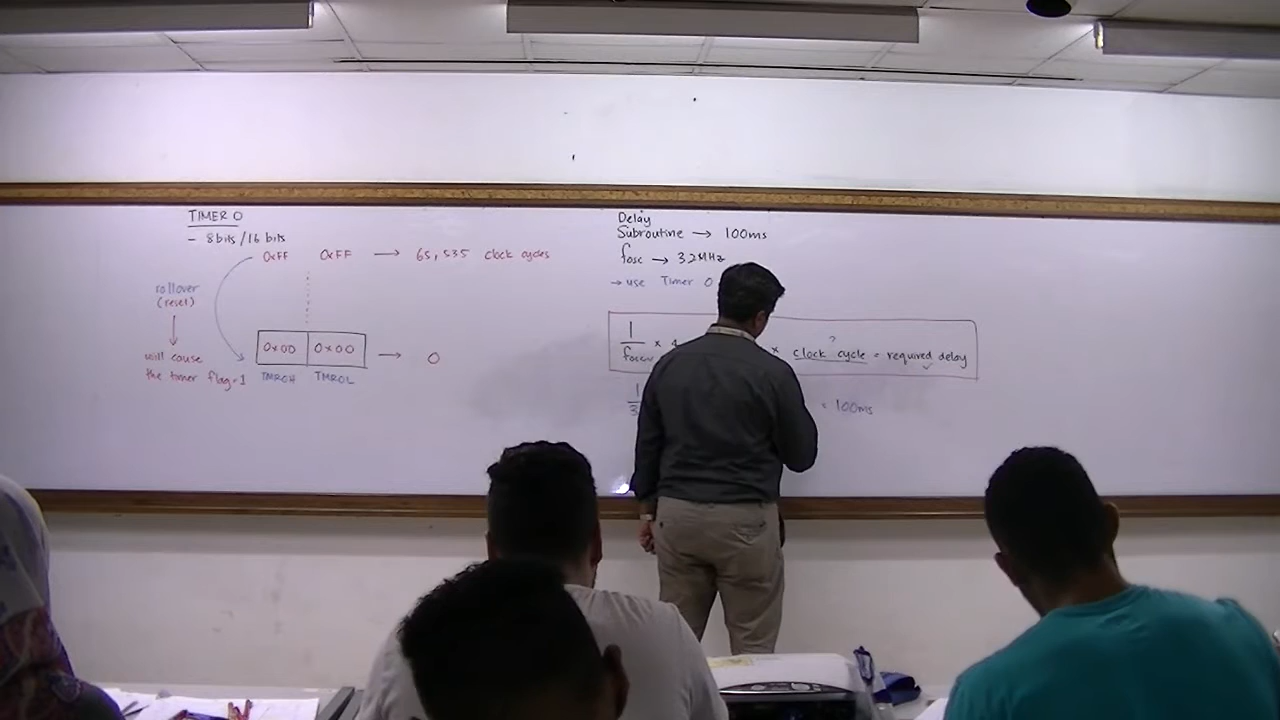 TIMER 0
- 8bits/16 bits
0xFF 0xFF → 65,535 clock cycles
rollover
(reset)
will cause
the timer flag=1
0x00 0x00 → 0
TMR0H TMR0L
Delay
Subroutine → 100ms
fosc → 32MHz
→ use Timer 0
1
fosc × 4 × clock cycle = required delay
?
1
3 = 100ms